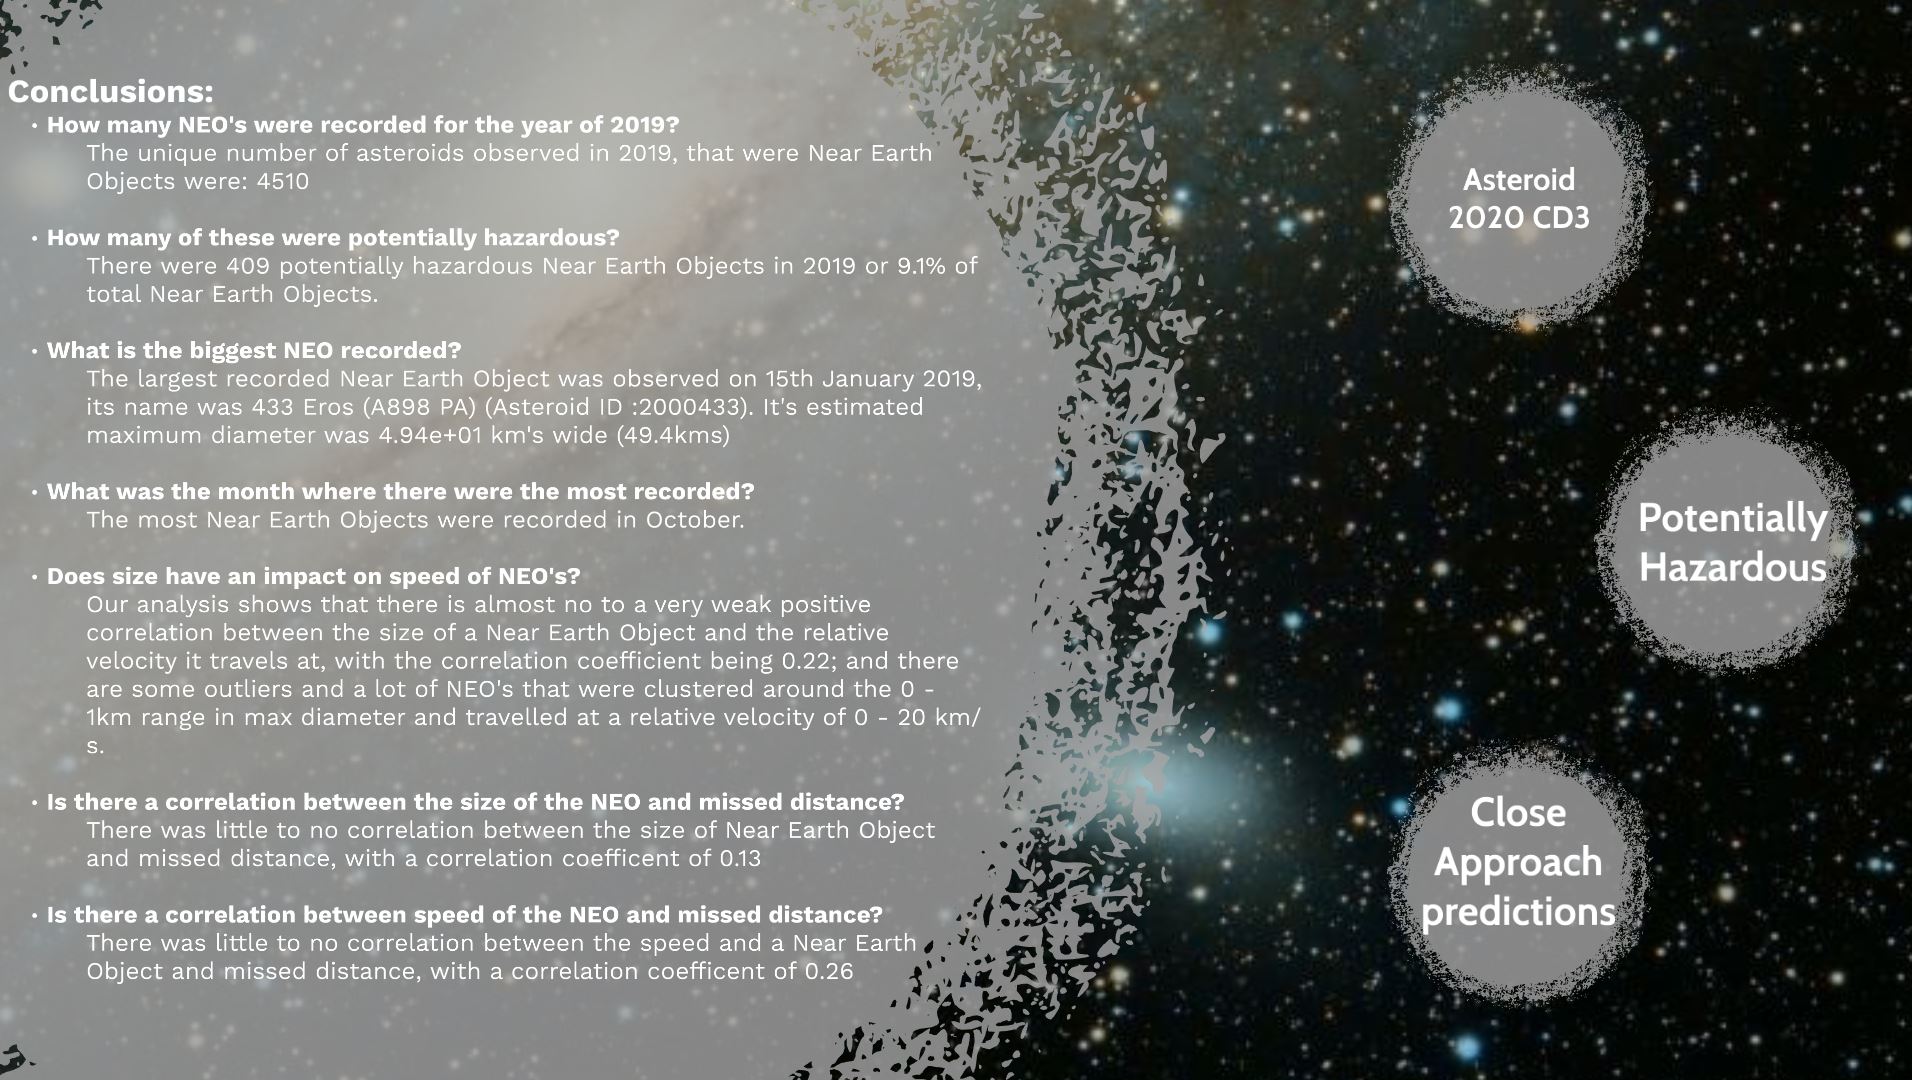 Conclusions:
• How many NEO's were recorded for the year of 2019?
The unique number of asteroids observed in 2019, that were Near Earth
Objects were: 4510
• How many of these were potentially hazardous?
There were 409 potentially hazardous Near Earth Objects in 2019 or 9.1% of
total Near Earth Objects.
• What is the biggest NEO recorded?
The largest recorded Near Earth Object was observed on 15th January 2019,
its name was 433 Eros (A898 PA) (Asteroid ID :2000433). It's estimated
maximum diameter was 4.94e+01 km's wide (49.4kms)
• What was the month where there were the most recorded?
The most Near Earth Objects were recorded in October.
• Does size have an impact on speed of NEO's?
Our analysis shows that there is almost no to a very weak positive
correlation between the size of a Near Earth Object and the relative
velocity it travels at, with the correlation coefficient being 0.22; and there
are some outliers and a lot of NEO's that were clustered around the 0 -
1km range in max diameter and travelled at a relative velocity of 0 - 20 km/
s.
• Is there a correlation between the size of the NEO and missed distance?
There was little to no correlation between the size of Near Earth Object
and missed distance, with a correlation coefficent of 0.13
• Is there a correlation between speed of the NEO and missed distance?
There was little to no correlation between the speed and a Near Earth
Object and missed distance, with a correlation coefficent of 0.26
Asteroid
2020 CD3
Potentially
Hazardous
Close
Approach
predictions